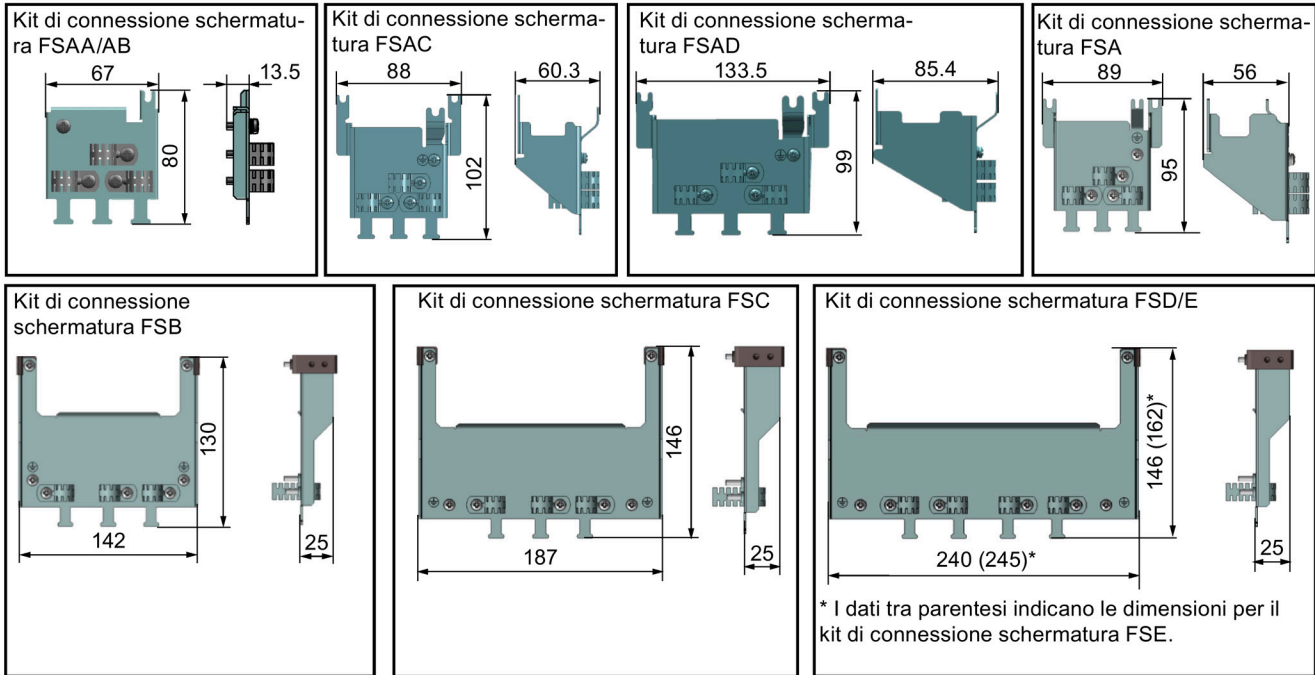 Kit di connessione schermatu-
ra FSAA/AB
67
13.5
80
Kit di connessione scherma-
tura FSAC
88
60.3
102
Kit di connessione scherma-
tura FSAD
133.5
85.4
99
Kit di connessione scherma-
tura FSA
89
56
95
Kit di connessione
schermatura FSB
130
142
25
Kit di connessione schermatura FSC
146
187
25
Kit di connessione schermatura FSD/E
146 (162)*
240 (245)*
25
* I dati tra parentesi indicano le dimensioni per il
kit di connessione schermatura FSE.